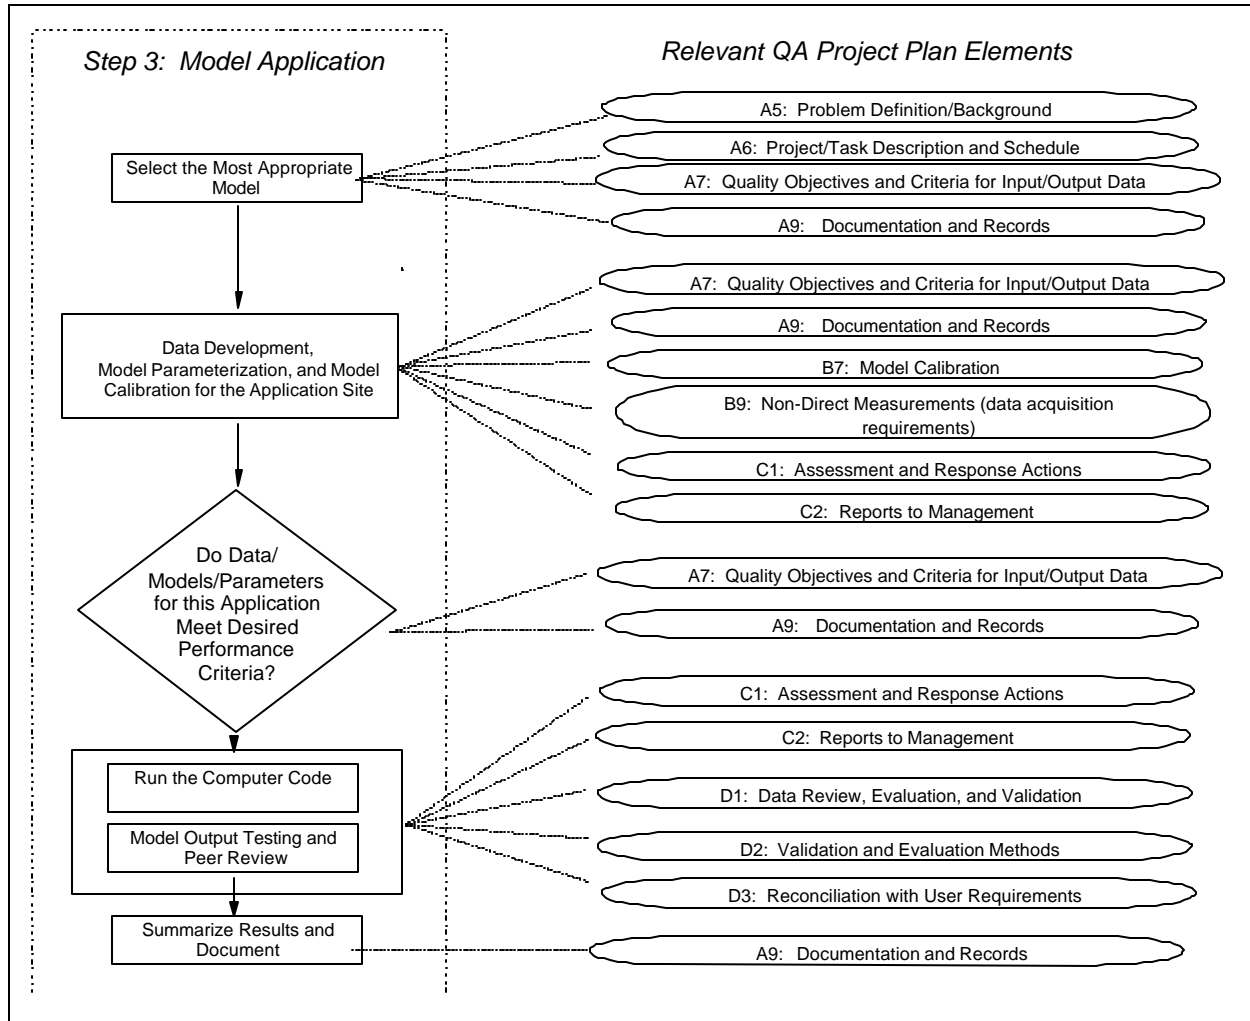 Step 3: Model Application
Relevant QA Project Plan Elements
Select the Most Appropriate
Model
A5: Problem Definition/Background
A6: Project/Task Description and Schedule
A7: Quality Objectives and Criteria for Input/Output Data
A9: Documentation and Records
Data Development,
Model Parameterization, and Model
Calibration for the Application Site
A7: Quality Objectives and Criteria for Input/Output Data
A9: Documentation and Records
B7: Model Calibration
B9: Non-Direct Measurements (data acquisition
requirements)
C1: Assessment and Response Actions
C2: Reports to Management
Do Data/
Models/Parameters
for this Application
Meet Desired
Performance
Criteria?
A7: Quality Objectives and Criteria for Input/Output Data
A9: Documentation and Records
Run the Computer Code
Model Output Testing and
Peer Review
C1: Assessment and Response Actions
C2: Reports to Management
D1: Data Review, Evaluation, and Validation
D2: Validation and Evaluation Methods
D3: Reconciliation with User Requirements
Summarize Results and
Document
A9: Documentation and Records